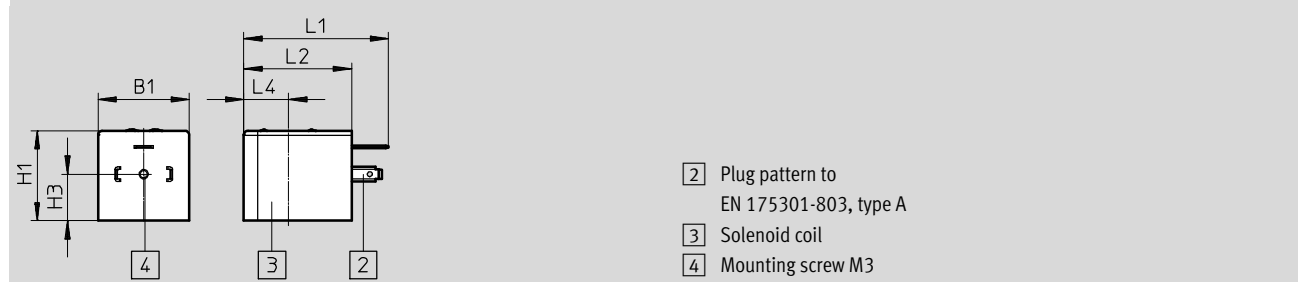 L1
L2
B1
L4
H1
H3
2 Plug pattern to
EN 175301-803, type A
3 Solenoid coil
4 Mounting screw M3
4
3
2